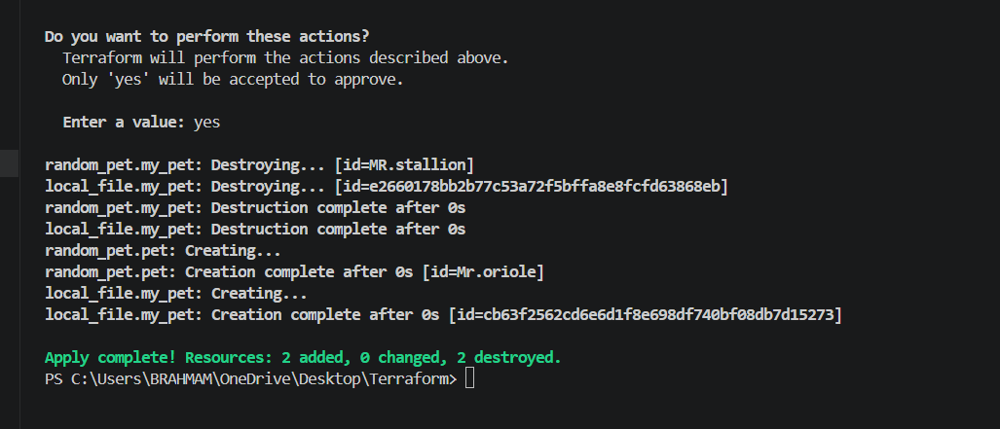 Do you want to perform these actions?
Terraform will perform the actions described above.
Only 'yes' will be accepted to approve.
Enter a value: yes
random_pet.my_pet: Destroying... [id=MR.stallion]
local_file.my_pet: Destroying... [id=e2660178bb2b77c53a72f5bffa8e8fcfd63868eb]
random_pet.my_pet: Destruction complete after 0s
local_file.my_pet: Destruction complete after 0s
random_pet.pet: Creating...
random_pet.pet: Creation complete after 0s [id=Mr.oriole]
local_file.my_pet: Creating...
local_file.my_pet: Creation complete after 0s [id=cb63f2562cd6e6d1f8e698df740bf08db7d15273]
Apply complete! Resources: 2 added, 0 changed, 2 destroyed.
PS C:\Users\BRAHMAM\OneDrive\Desktop\Terraform>